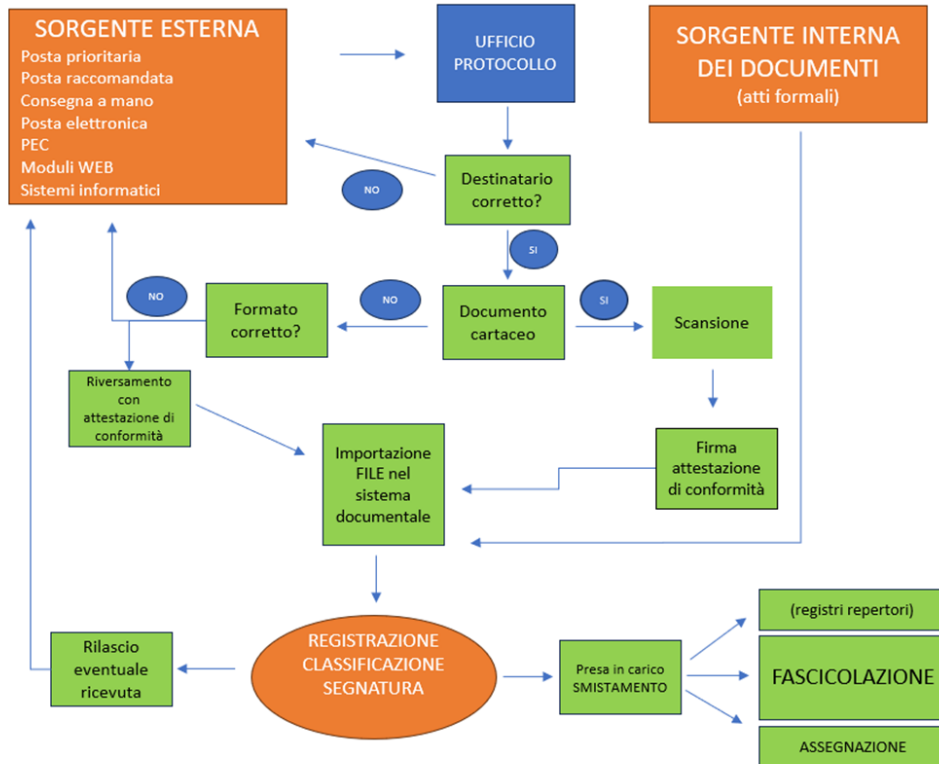 SORGENTE ESTERNA
Posta prioritaria
Posta raccomandata
Consegna a mano
Posta elettronica
PEC
Moduli WEB
Sistemi informatici
UFFICIO
PROTOCOLLO
SORGENTE INTERNA
DEI DOCUMENTI
(atti formali)
NO
Destinatario
corretto?
SI
NO
Formato
corretto?
NO
Documento
cartaceo
SI
Scansione
Riversamento
con
attestazione di
conformità
Importazione
FILE nel
sistema
documentale
Firma
attestazione
di conformità
Rilascio
eventuale
ricevuta
REGISTRAZIONE
CLASSIFICAZIONE
SEGNATURA
Presa in carico
SMISTAMENTO
(registri repertori)
FASCICOLAZIONE
ASSEGNAZIONE